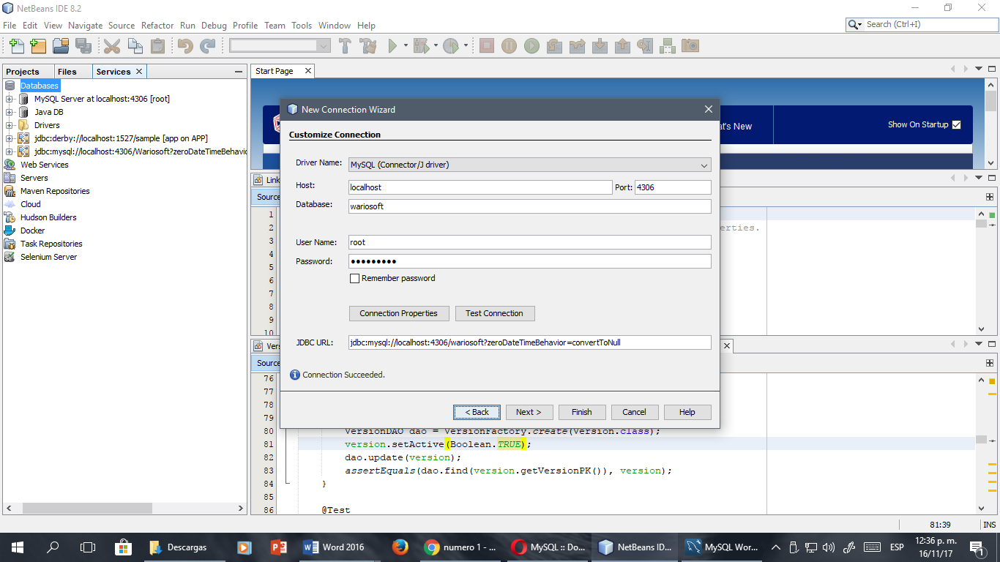 NetBeans IDE 8.2
File Edit View Navigate Source Refactor Run Debug Profile Team Tools Window Help
Search (Ctrl+I)
Projects Files Services
Start Page
Databases
MySQL Server at localhost:4306 [root]
Java DB
Drivers
jdbc:derby://localhost:1527/sample [app on APP]
jdbc:mysql://localhost:4306/Wariosoft?zeroDateTimeBehavio
Web Services
Servers
Maven Repositories
Cloud
Hudson Builders
Docker
Task Repositories
Selenium Server
at's New
Show On Startup
Link
Source
1
2 erties.
3
4
5
6
7
8
9
10
New Connection Wizard
Customize Connection
Driver Name: MySQL (Connector/J driver)
Host: localhost Port: 4306
Database: wariosoft
User Name: root
Password: ●●●●●●●●●
Remember password
Connection Properties Test Connection
JDBC URL: jdbc:mysql://localhost:4306/wariosoft?zeroDateTimeBehavior=convertToNull
Connection Succeeded.
< Back Next > Finish Cancel Help
Vers
Source
76
77
78
79
80 VersionDAO dao = VersionFactory.create(Version.class);
81 version.setActive(Boolean.TRUE);
82 dao.update(version);
83 assertEquals(dao.find(version.getVersionPK()), version);
84 }
85
86 @Test
81:39 INS
Descargas
Word 2016
numero 1 - ...
MySQL :: Do...
NetBeans ID...
MySQL Wor...
ESP
12:36 p. m.
16/11/17
1